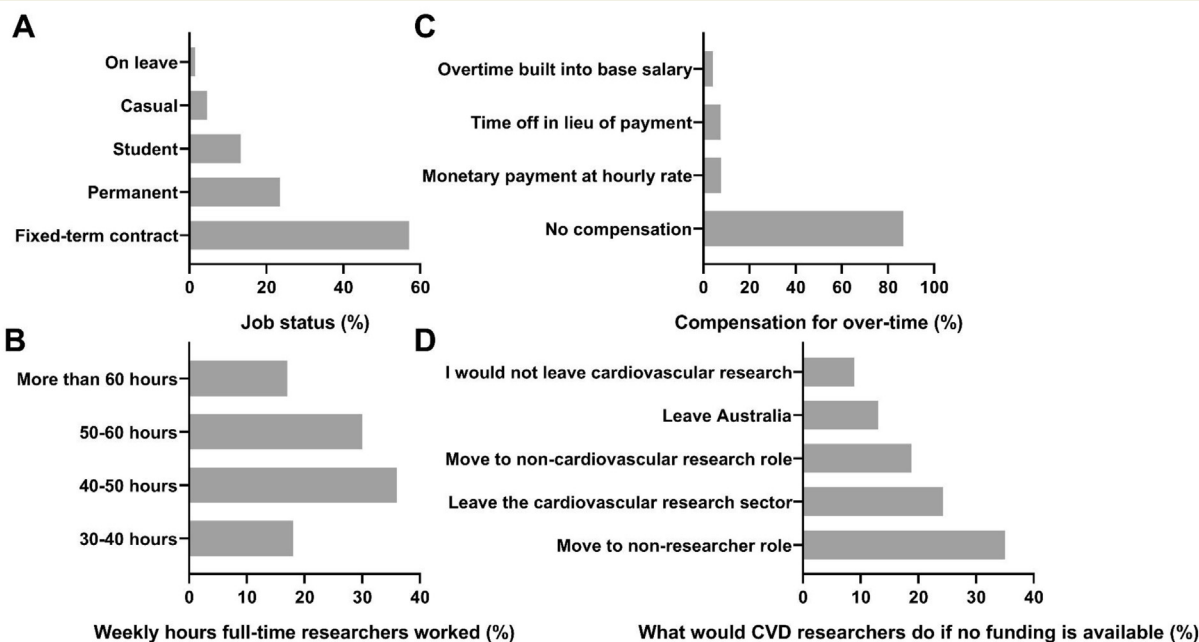 A
On leave
Casual
Student
Permanent
Fixed-term contract
0 20 40 60
Job status (%)
C
Overtime built into base salary
Time off in lieu of payment
Monetary payment at hourly rate
No compensation
0 20 40 60 80 100
Compensation for over-time (%)
B
More than 60 hours
50-60 hours
40-50 hours
30-40 hours
0 10 20 30 40
Weekly hours full-time researchers worked (%)
D
I would not leave cardiovascular research
Leave Australia
Move to non-cardiovascular research role
Leave the cardiovascular research sector
Move to non-researcher role
0 10 20 30 40
What would CVD researchers do if no funding is available (%)